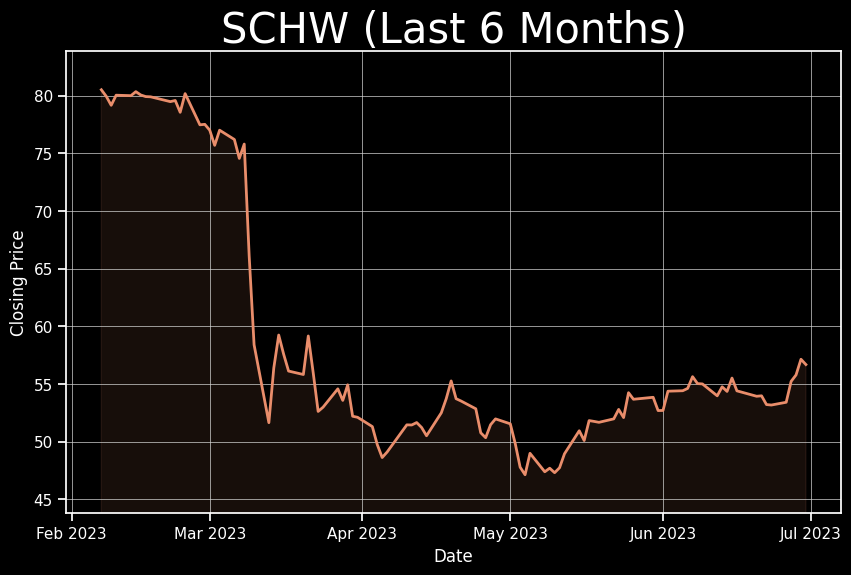 SCHW (Last 6 Months)
80
75
70
65
60
55
50
45
Closing Price
Feb 2023 Mar 2023 Apr 2023 May 2023 Jun 2023 Jul 2023
Date